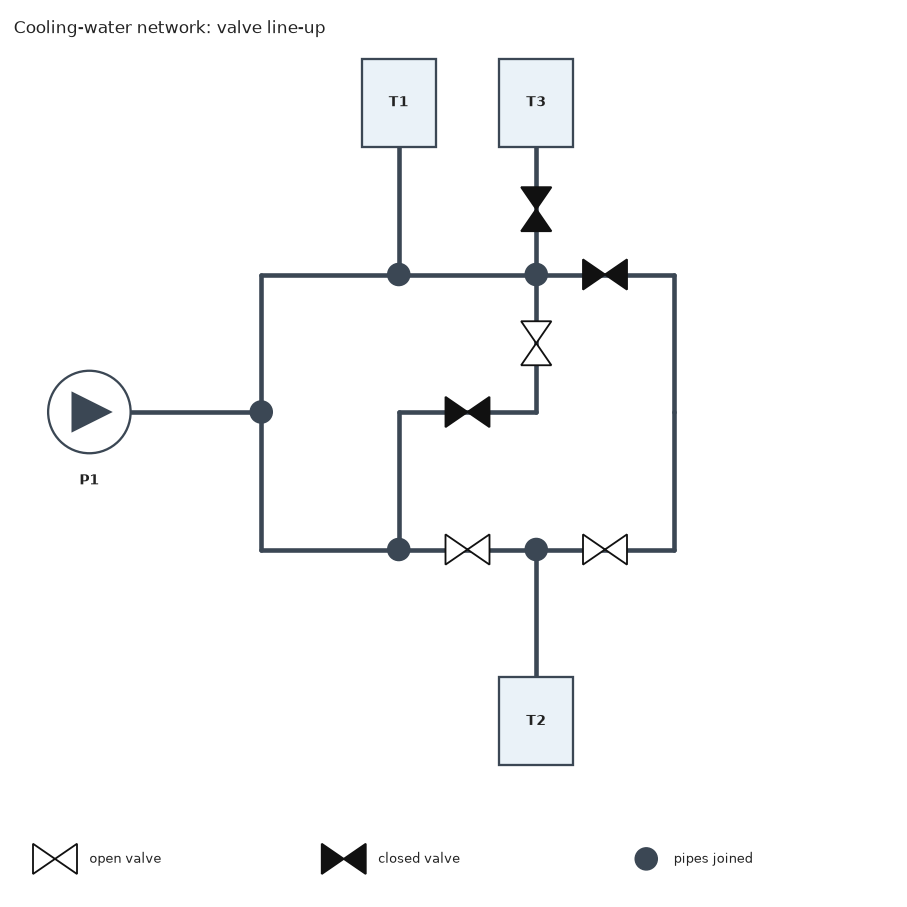 Cooling-water network: valve line-up
T1
T3
P1
T2
open valve
closed valve
pipes joined